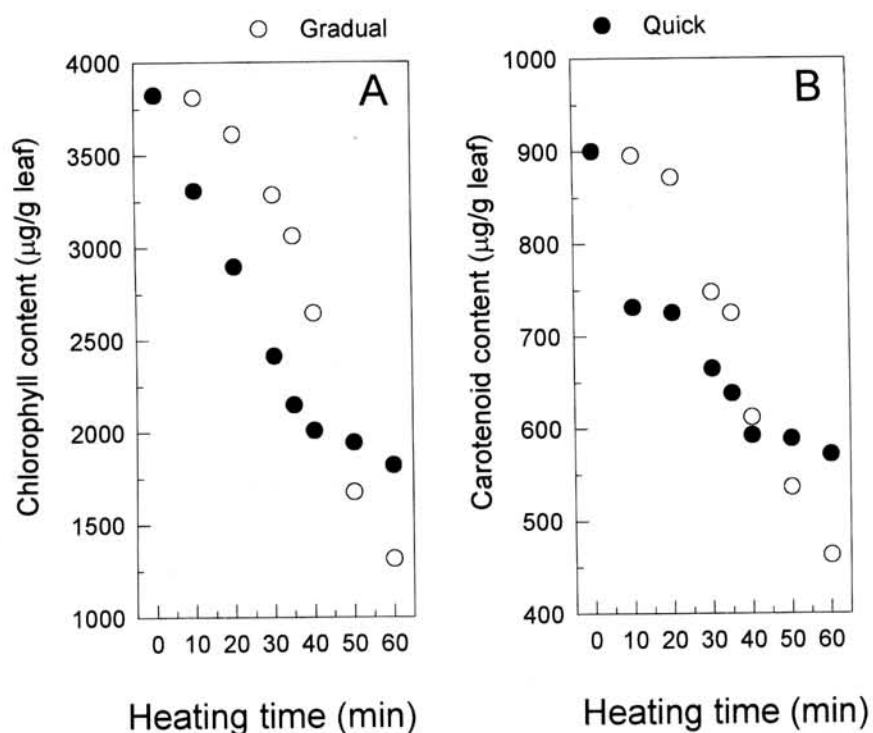 Gradual
Quick
A
4000
3500
3000
2500
2000
1500
1000
Chlorophyll content (µg/g leaf)
0 10 20 30 40 50 60
Heating time (min)
B
1000
900
800
700
600
500
400
Carotenoid content (µg/g leaf)
0 10 20 30 40 50 60
Heating time (min)